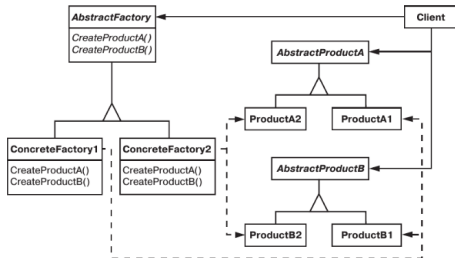 AbstractFactory
CreateProductA()
CreateProductB()
Client
AbstractProductA
ProductA2
ProductA1
ConcreteFactory1
CreateProductA()
CreateProductB()
ConcreteFactory2
CreateProductA()
CreateProductB()
AbstractProductB
ProductB2
ProductB1